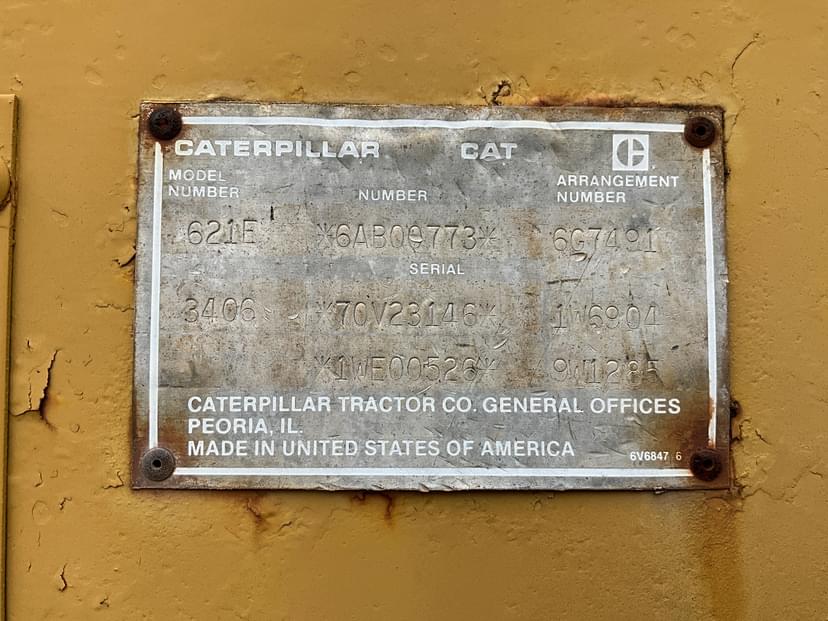 CATERPILLAR CAT
MODEL NUMBER NUMBER ARRANGEMENT NUMBER
621E *6AB00773* 6G7491
SERIAL
3406 *70V23146* 1W6904
*1WE00526*
CATERPILLAR TRACTOR CO. GENERAL OFFICES
PEORIA, IL.
MADE IN UNITED STATES OF AMERICA 6V6847 6